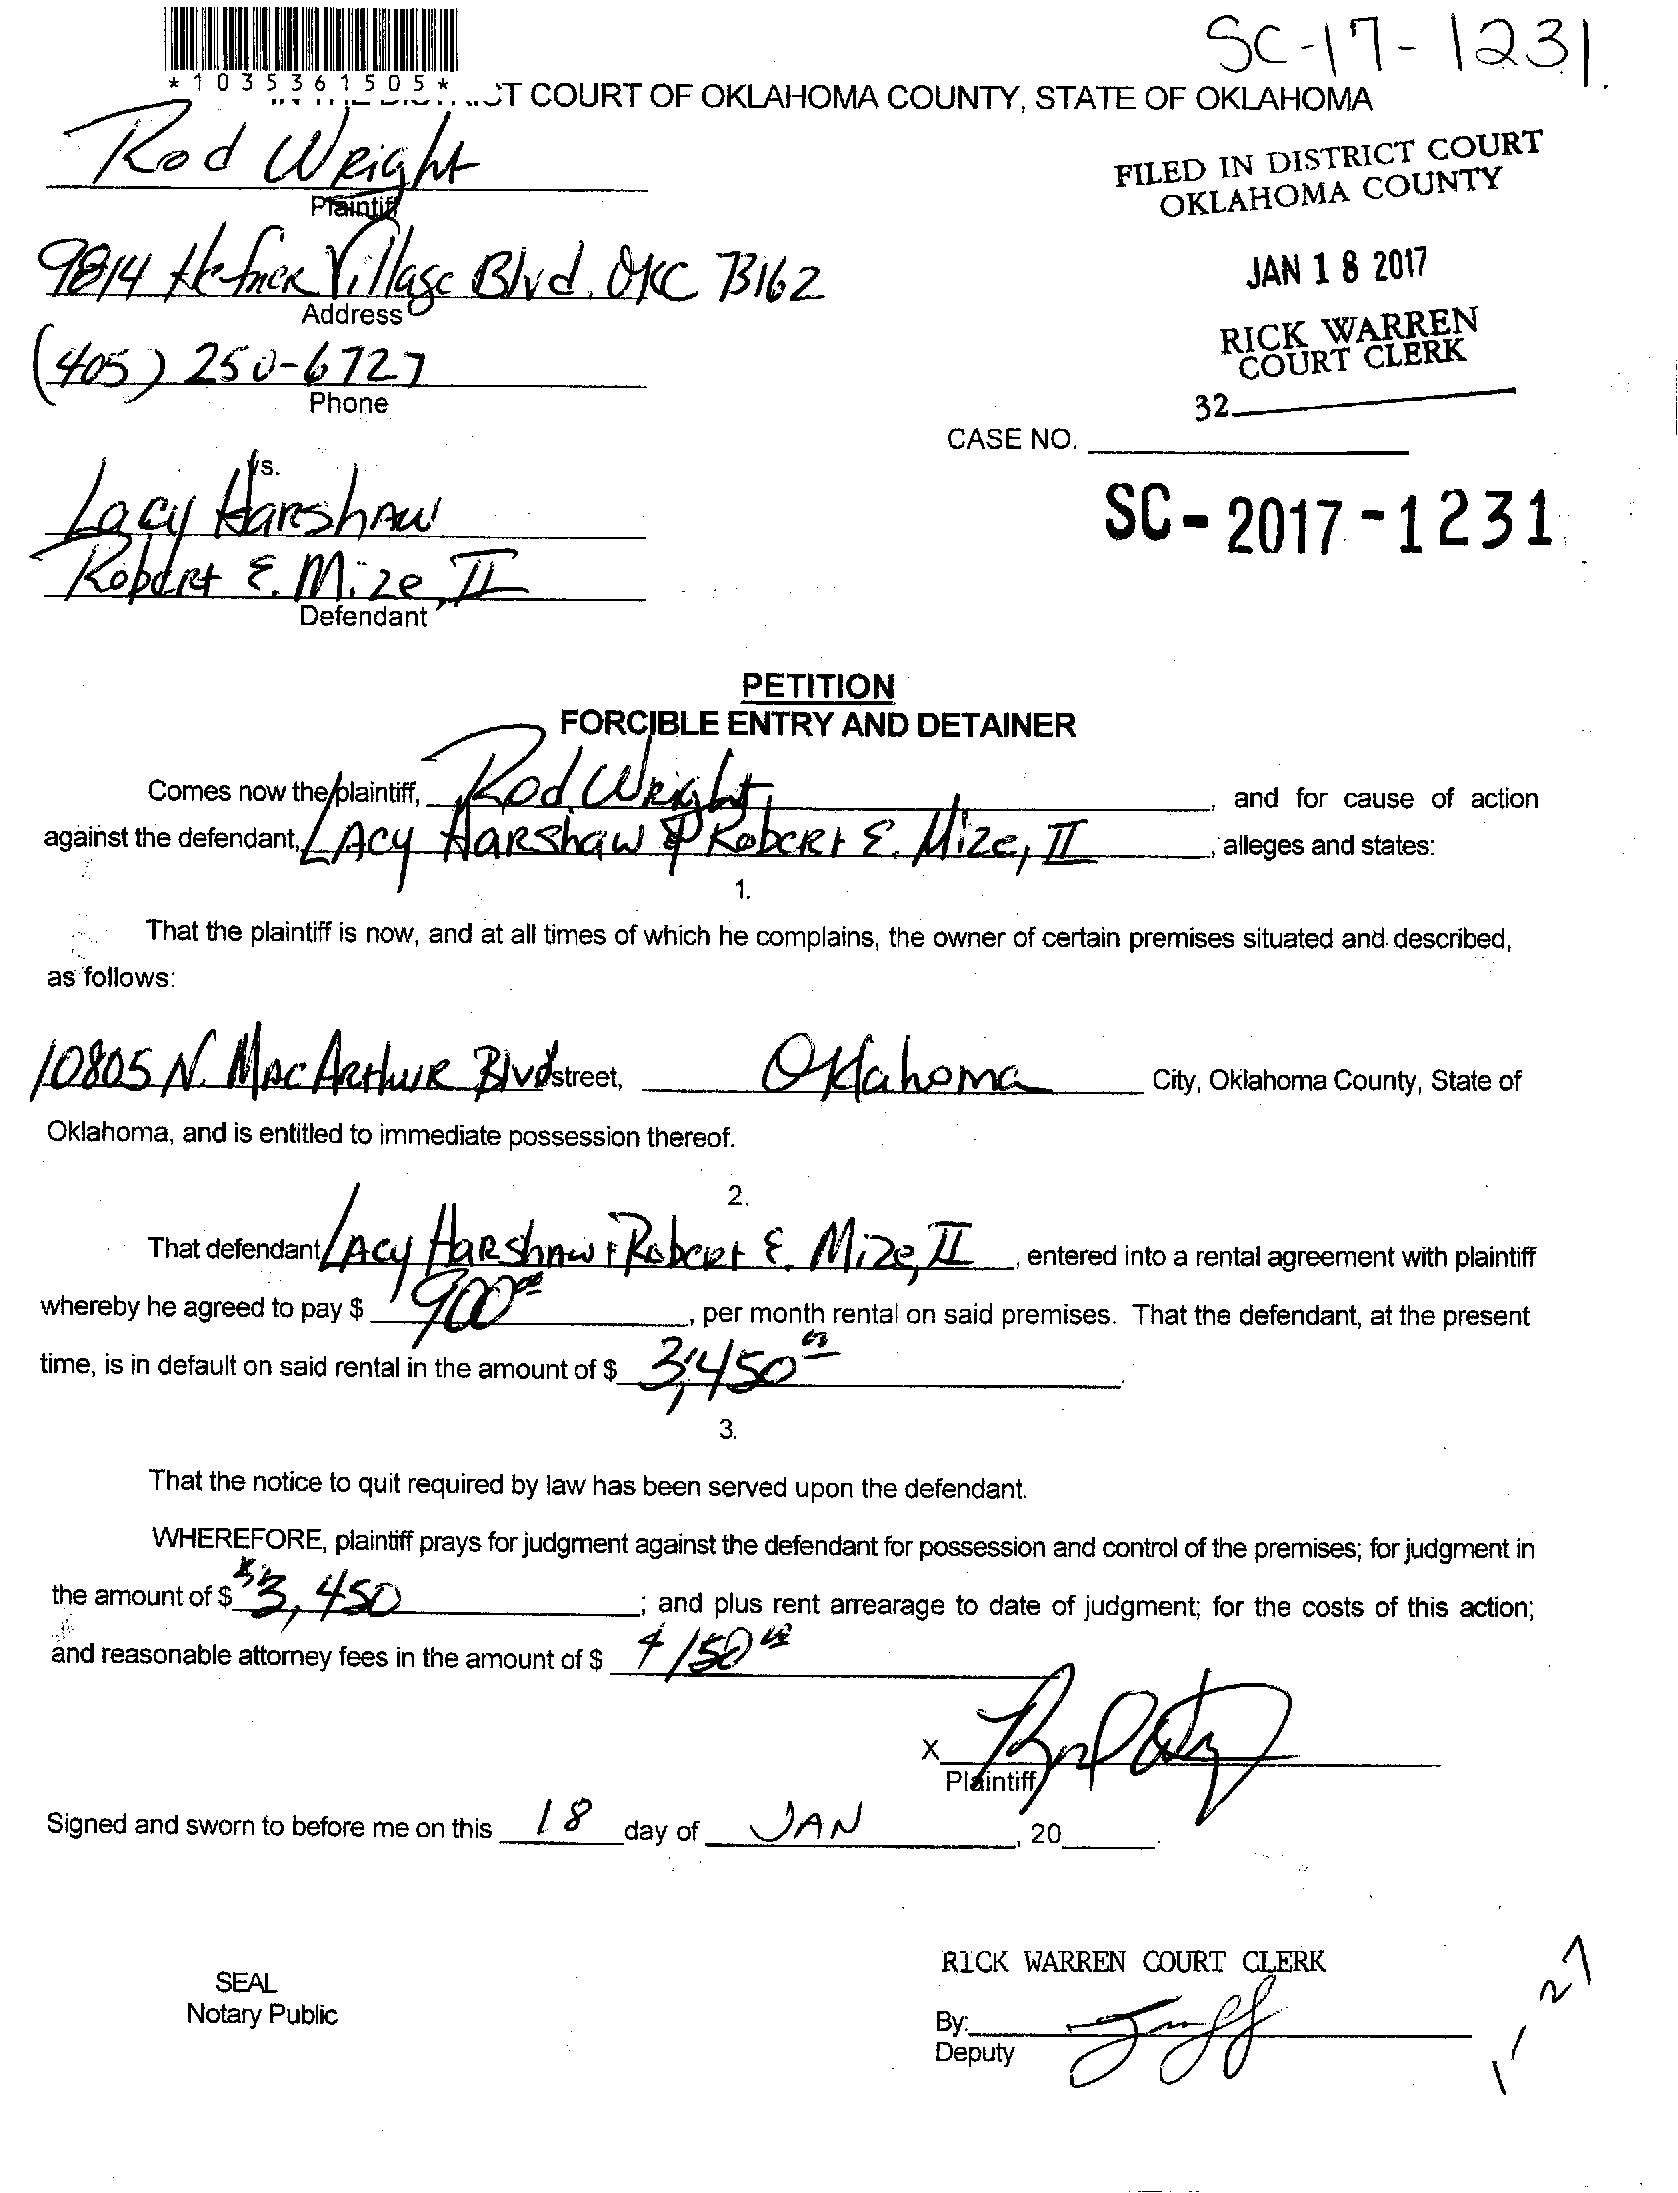 SC-17-1231.
*1035361505*
CT COURT OF OKLAHOMA COUNTY, STATE OF OKLAHOMA
Rod Wright
Plaintiff
FILED IN DISTRICT COURT
OKLAHOMA COUNTY
9814 Hefner Village Blvd. OKC 73162
Address
JAN 18 2017
(405) 250-6727
Phone
RICK WARREN
COURT CLERK
32
CASE NO.
vs.
Lacy Harshaw
SC-2017-1231
Robert E. Mize, II
Defendant
PETITION
FORCIBLE ENTRY AND DETAINER
Comes now the plaintiff, Rod Wright, and for cause of action
against the defendant, Lacy Harshaw & Robert E. Mize, II, alleges and states:
1.
That the plaintiff is now, and at all times of which he complains, the owner of certain premises situated and described,
as follows:
10805 N. MacArthur Blvd street, Oklahoma City, Oklahoma County, State of
Oklahoma, and is entitled to immediate possession thereof.
2.
That defendant Lacy Harshaw & Robert E. Mize, II, entered into a rental agreement with plaintiff
whereby he agreed to pay $ 900 00, per month rental on said premises. That the defendant, at the present
time, is in default on said rental in the amount of $ 3,450 00.
3.
That the notice to quit required by law has been served upon the defendant.
WHEREFORE, plaintiff prays for judgment against the defendant for possession and control of the premises; for judgment in
the amount of $ 3,450; and plus rent arrearage to date of judgment; for the costs of this action;
and reasonable attorney fees in the amount of $ 150 00
X
Plaintiff
Signed and sworn to before me on this 18 day of JAN, 20.
RICK WARREN COURT CLERK
SEAL
Notary Public
By:
Deputy
1-27